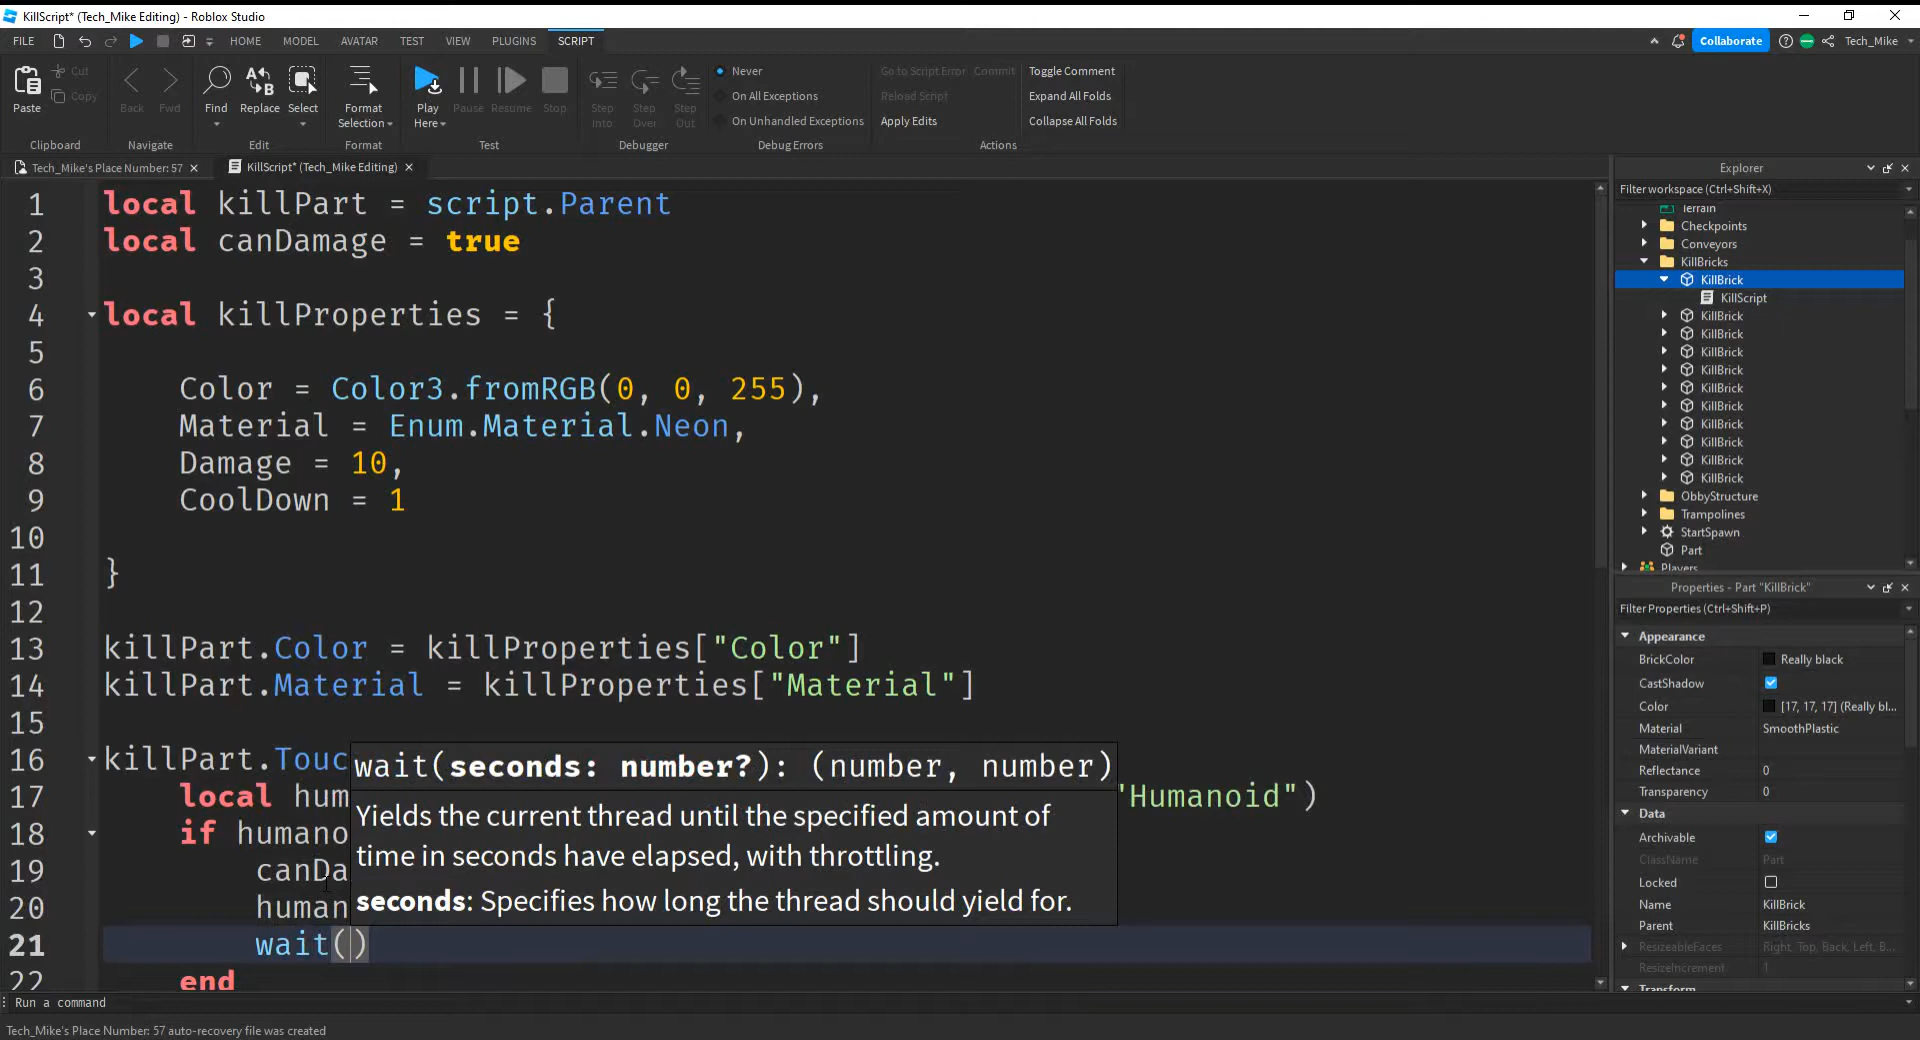 KillScript* (Tech_Mike Editing) - Roblox Studio
FILE HOME MODEL AVATAR TEST VIEW PLUGINS SCRIPT Collaborate Tech_Mike
Paste Cut Copy
Back Fwd
Find Replace Select
Format Selection
Play Here Pause Resume Stop
Step Into Step Over Step Out
Never
On All Exceptions
On Unhandled Exceptions
Go to Script Error Commit
Reload Script
Apply Edits
Toggle Comment
Expand All Folds
Collapse All Folds
Clipboard Navigate Edit Format Test Debugger Debug Errors Actions
Tech_Mike's Place Number: 57 KillScript* (Tech_Mike Editing)
1 local killPart = script.Parent
2 local canDamage = true
3
4 local killProperties = {
5
6 Color = Color3.fromRGB(0, 0, 255),
7 Material = Enum.Material.Neon,
8 Damage = 10,
9 CoolDown = 1
10
11 }
12
13 killPart.Color = killProperties["Color"]
14 killPart.Material = killProperties["Material"]
15
16 killPart.Touc
17 local hum "Humanoid")
18 if humano
19 canDa
20 human
21 wait()
22 end
wait(seconds: number?): (number, number)
Yields the current thread until the specified amount of
time in seconds have elapsed, with throttling.
seconds: Specifies how long the thread should yield for.
Run a command
Tech_Mike's Place Number: 57 auto-recovery file was created
Explorer
Filter workspace (Ctrl+Shift+X)
Terrain
Checkpoints
Conveyors
KillBricks
KillBrick
KillScript
KillBrick
KillBrick
KillBrick
KillBrick
KillBrick
KillBrick
KillBrick
KillBrick
KillBrick
KillBrick
ObbyStructure
Trampolines
StartSpawn
Part
Players
Properties - Part "KillBrick"
Filter Properties (Ctrl+Shift+P)
Appearance
BrickColor Really black
CastShadow
Color [17, 17, 17] (Really bl...
Material SmoothPlastic
MaterialVariant
Reflectance 0
Transparency 0
Data
Archivable
ClassName Part
Locked
Name KillBrick
Parent KillBricks
ResizeableFaces Right, Top, Back, Left, B...
ResizeIncrement 1
Transform